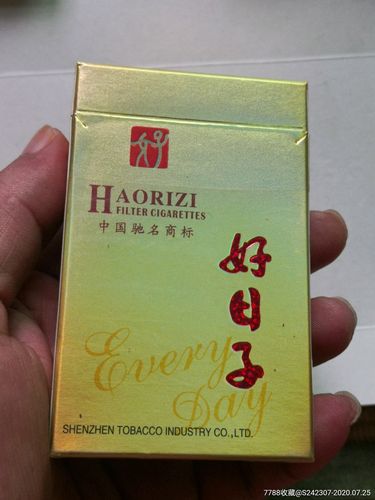 HAORIZI
FILTER CIGARETTES
中国驰名商标
好日子
Every
Day
SHENZHEN TOBACCO INDUSTRY CO.,LTD.
7788收藏@S242307-2020.07.25